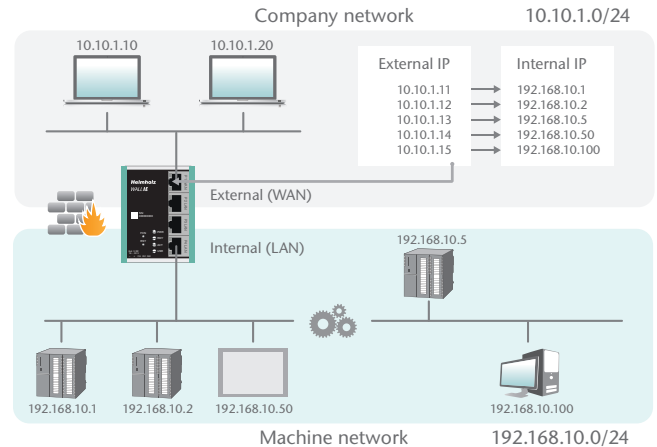 Company network 10.10.1.0/24
10.10.1.10 10.10.1.20
External IP Internal IP
10.10.1.11 192.168.10.1
10.10.1.12 192.168.10.2
10.10.1.13 192.168.10.5
10.10.1.14 192.168.10.50
10.10.1.15 192.168.10.100
Helmholz
WALL IE
External (WAN)
Internal (LAN)
192.168.10.5
192.168.10.1 192.168.10.2 192.168.10.50 192.168.10.100
Machine network 192.168.10.0/24